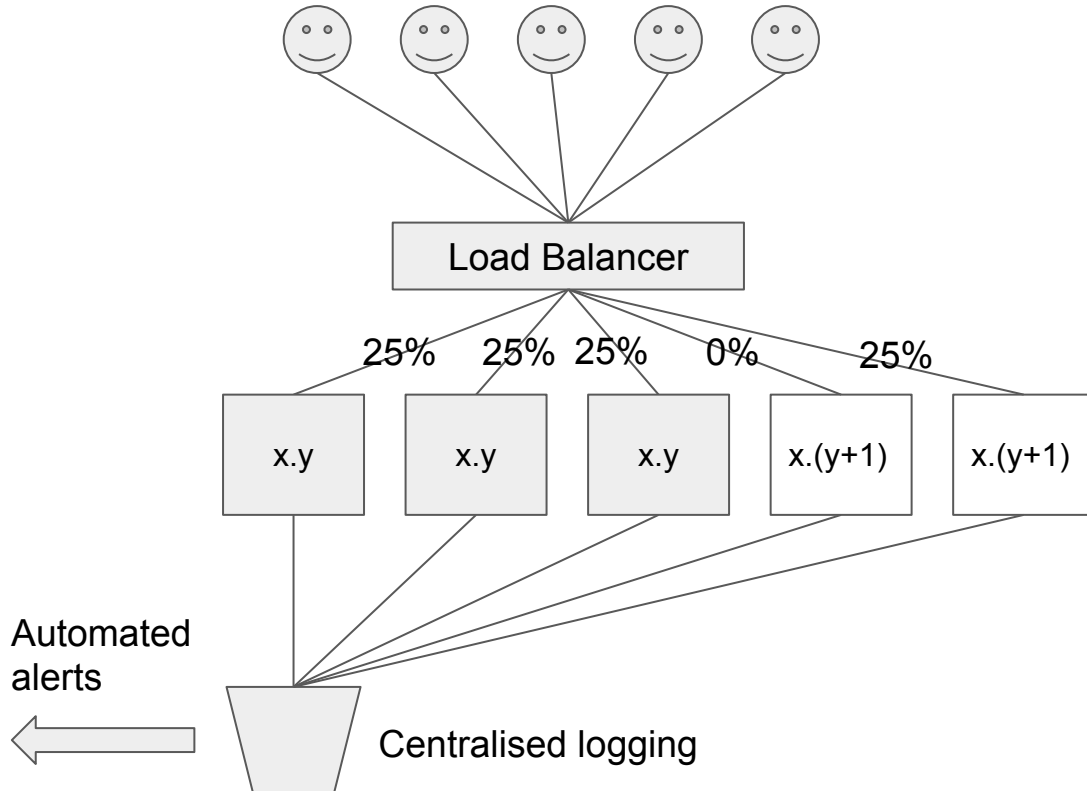 Load Balancer
25%
25%
25%
0%
25%
x.y
x.y
x.y
x.(y+1)
x.(y+1)
Automated
alerts
Centralised logging